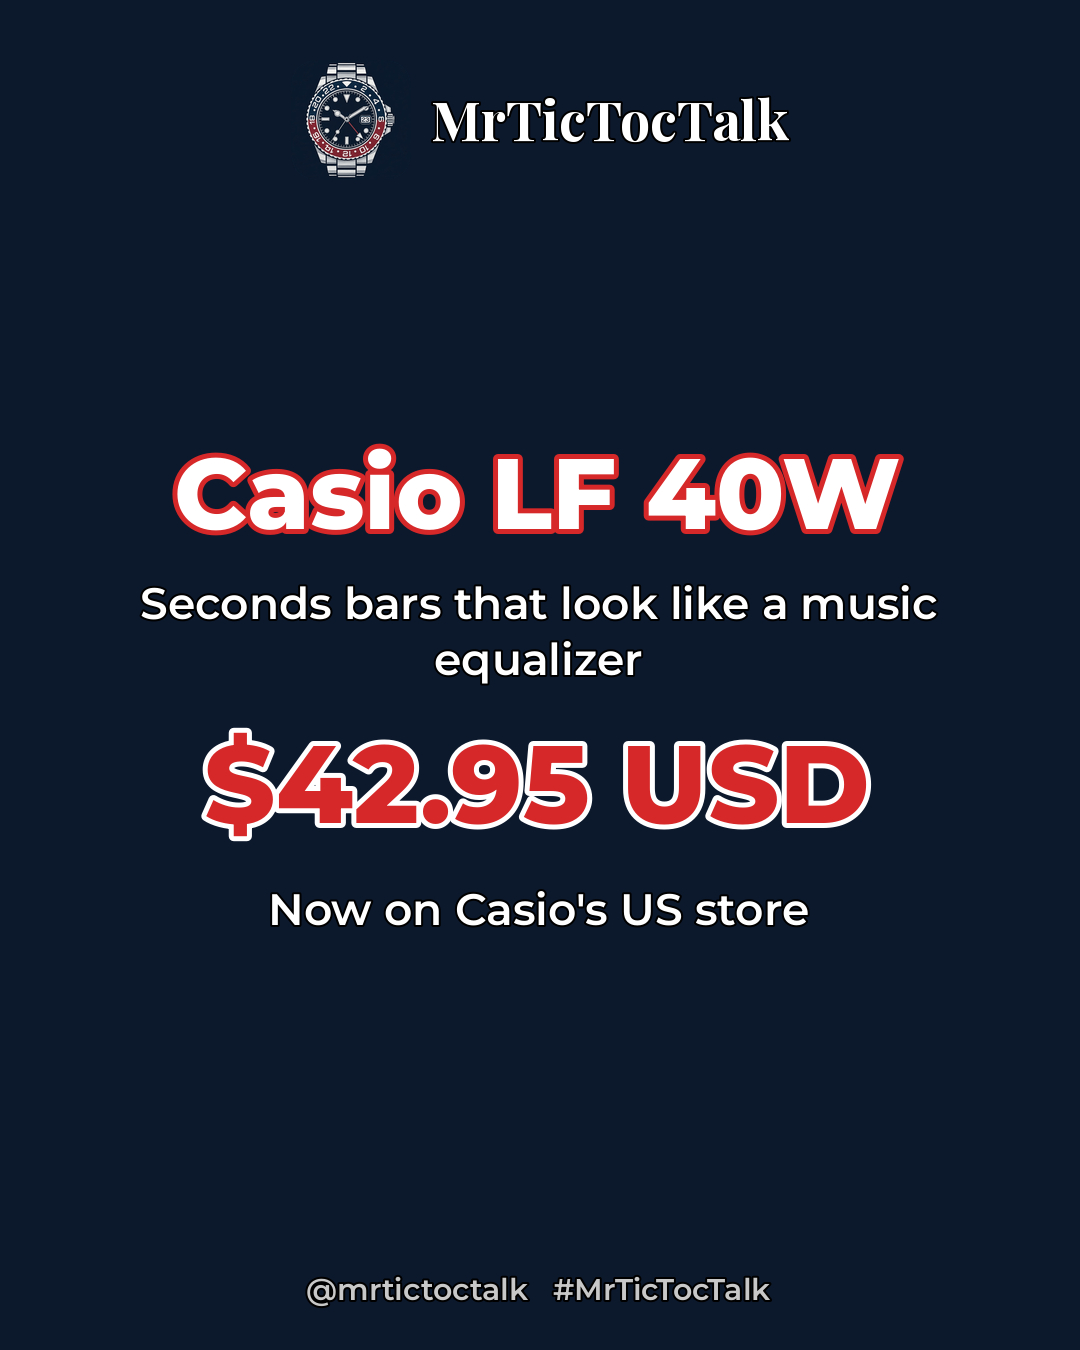 MrTicTocTalk
Casio LF 40W
Seconds bars that look like a music
equalizer
$42.95 USD
Now on Casio's US store
@mrtictoctalk #MrTicTocTalk